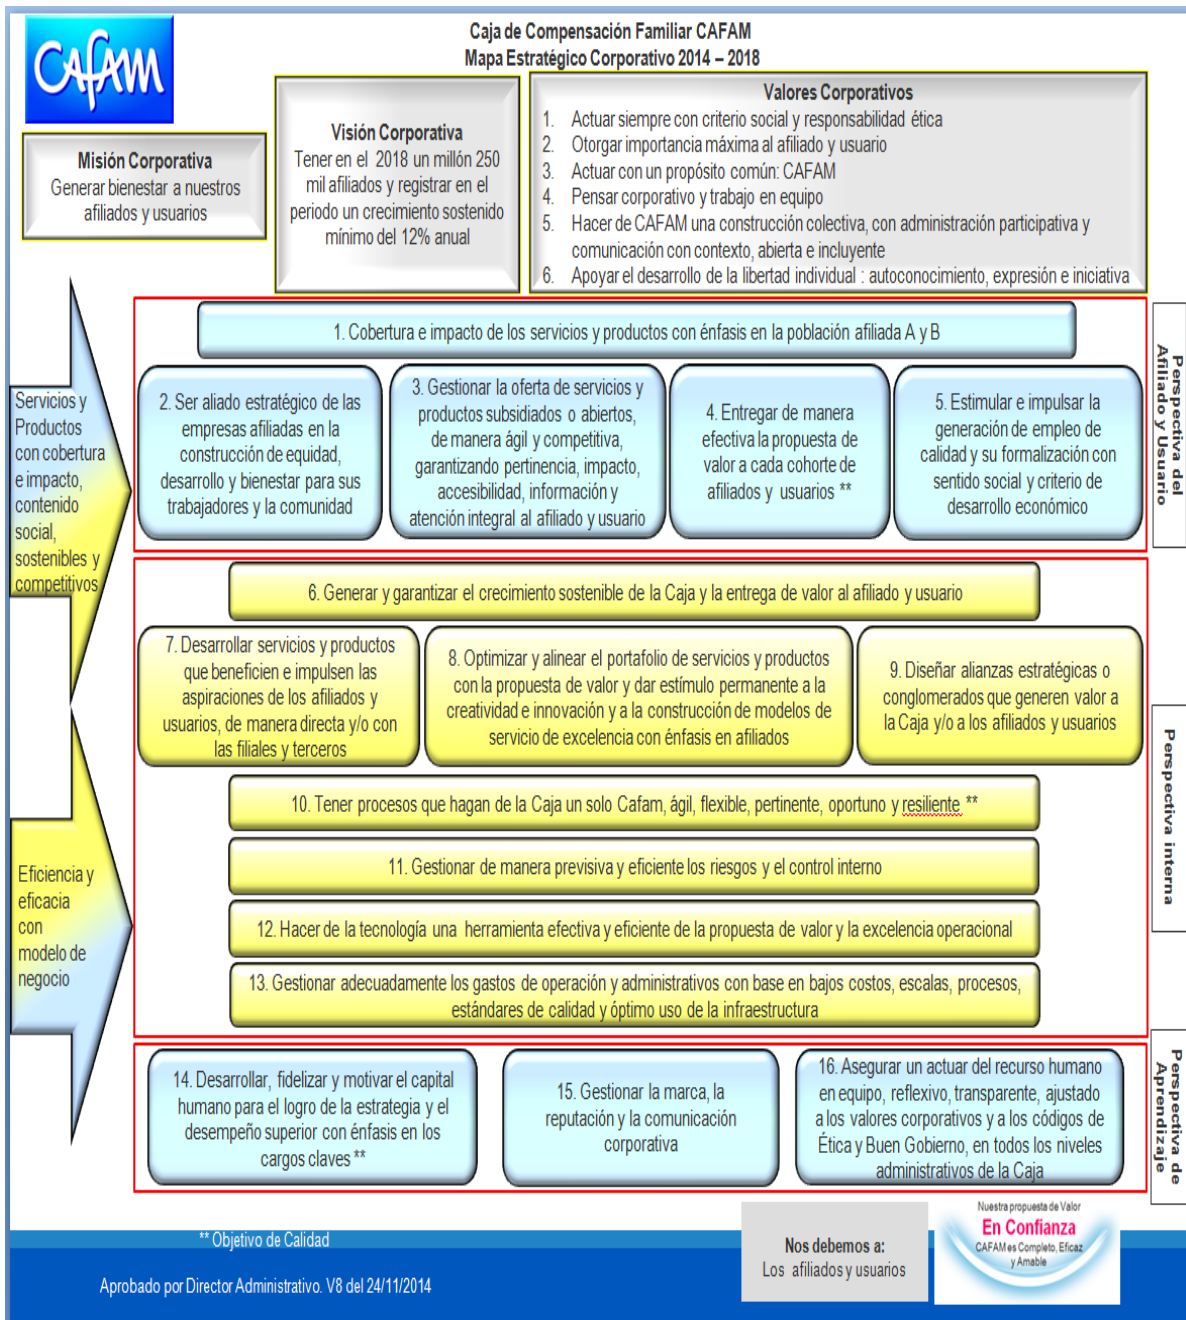 CAFAM
Caja de Compensación Familiar CAFAM
Mapa Estratégico Corporativo 2014 – 2018
Misión Corporativa
Generar bienestar a nuestros
afiliados y usuarios
Visión Corporativa
Tener en el 2018 un millón 250
mil afiliados y registrar en el
periodo un crecimiento sostenido
mínimo del 12% anual
Valores Corporativos
1. Actuar siempre con criterio social y responsabilidad ética
2. Otorgar importancia máxima al afiliado y usuario
3. Actuar con un propósito común: CAFAM
4. Pensar corporativo y trabajo en equipo
5. Hacer de CAFAM una construcción colectiva, con administración participativa y
comunicación con contexto, abierta e incluyente
6. Apoyar el desarrollo de la libertad individual : autoconocimiento, expresión e iniciativa
Servicios y
Productos
con cobertura
e impacto,
contenido
social,
sostenibles y
competitivos
1. Cobertura e impacto de los servicios y productos con énfasis en la población afiliada A y B
2. Ser aliado estratégico de las
empresas afiliadas en la
construcción de equidad,
desarrollo y bienestar para sus
trabajadores y la comunidad
3. Gestionar la oferta de servicios y
productos subsidiados o abiertos,
de manera ágil y competitiva,
garantizando pertinencia, impacto,
accesibilidad, información y
atención integral al afiliado y usuario
4. Entregar de manera
efectiva la propuesta de
valor a cada cohorte de
afiliados y usuarios **
5. Estimular e impulsar la
generación de empleo de
calidad y su formalización con
sentido social y criterio de
desarrollo económico
Perspectiva del
Afiliado y Usuario
6. Generar y garantizar el crecimiento sostenible de la Caja y la entrega de valor al afiliado y usuario
7. Desarrollar servicios y productos
que beneficien e impulsen las
aspiraciones de los afiliados y
usuarios, de manera directa y/o con
las filiales y terceros
8. Optimizar y alinear el portafolio de servicios y productos
con la propuesta de valor y dar estímulo permanente a la
creatividad e innovación y a la construcción de modelos de
servicio de excelencia con énfasis en afiliados
9. Diseñar alianzas estratégicas o
conglomerados que generen valor a
la Caja y/o a los afiliados y usuarios
10. Tener procesos que hagan de la Caja un solo Cafam, ágil, flexible, pertinente, oportuno y resiliente **
11. Gestionar de manera previsiva y eficiente los riesgos y el control interno
12. Hacer de la tecnología una herramienta efectiva y eficiente de la propuesta de valor y la excelencia operacional
13. Gestionar adecuadamente los gastos de operación y administrativos con base en bajos costos, escalas, procesos,
estándares de calidad y óptimo uso de la infraestructura
Perspectiva interna
Eficiencia y
eficacia
con
modelo de
negocio
14. Desarrollar, fidelizar y motivar el capital
humano para el logro de la estrategia y el
desempeño superior con énfasis en los
cargos claves **
15. Gestionar la marca, la
reputación y la comunicación
corporativa
16. Asegurar un actuar del recurso humano
en equipo, reflexivo, transparente, ajustado
a los valores corporativos y a los códigos de
Ética y Buen Gobierno, en todos los niveles
administrativos de la Caja
Perspectiva de
Aprendizaje
** Objetivo de Calidad
Aprobado por Director Administrativo. V8 del 24/11/2014
Nos debemos a:
Los afiliados y usuarios
Nuestra propuesta de Valor
En Confianza
CAFAM es Completo, Eficaz
y Amable